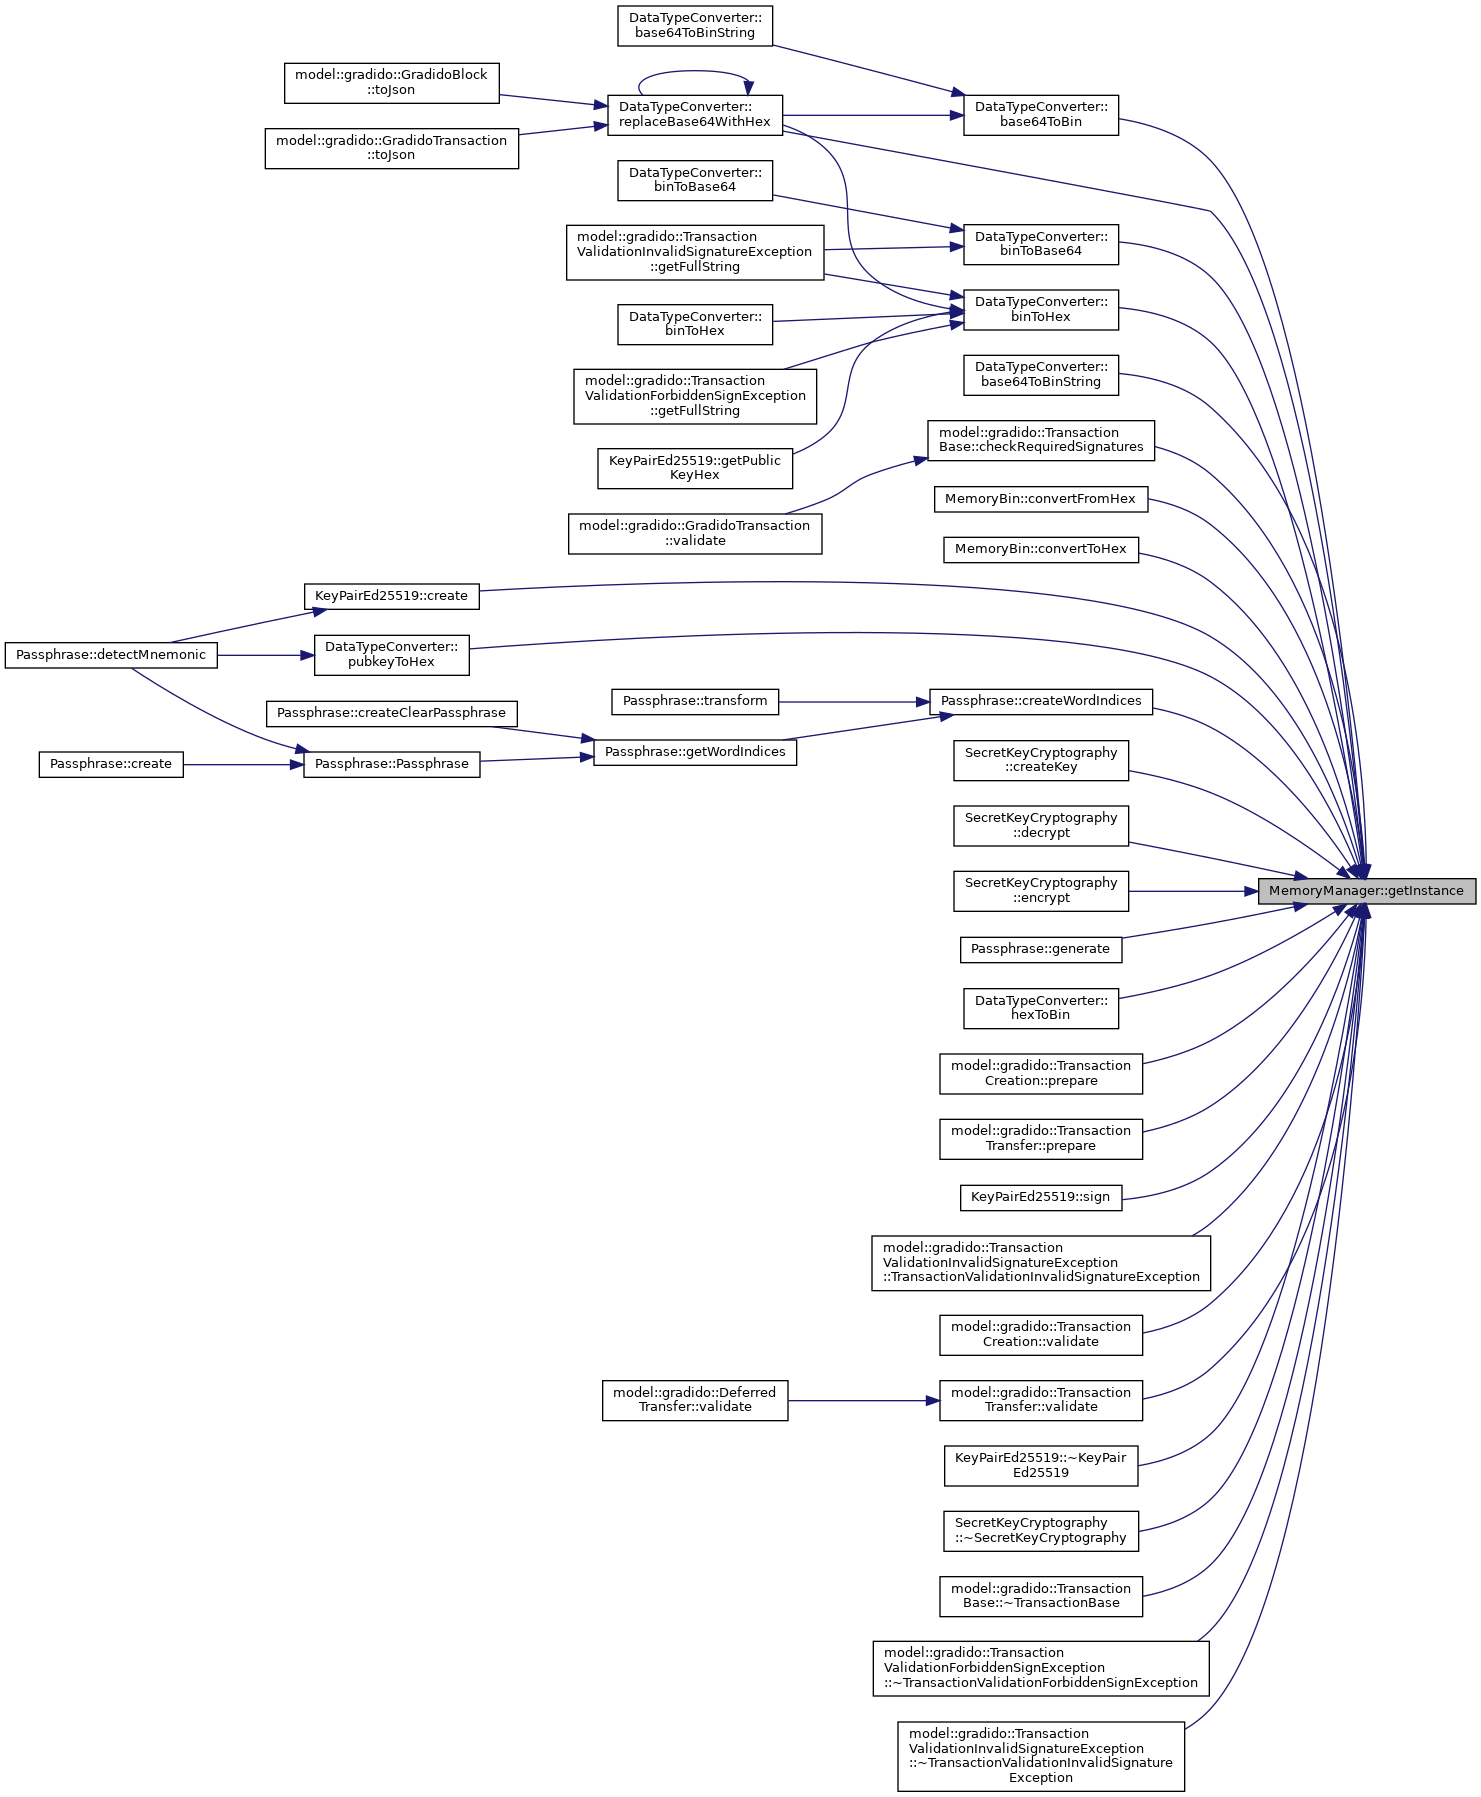 DataTypeConverter::
base64ToBinString
model::gradido::GradidoBlock
::toJson
DataTypeConverter::
replaceBase64WithHex
DataTypeConverter::
base64ToBin
model::gradido::GradidoTransaction
::toJson
DataTypeConverter::
binToBase64
model::gradido::Transaction
ValidationInvalidSignatureException
::getFullString
DataTypeConverter::
binToBase64
DataTypeConverter::
binToHex
DataTypeConverter::
binToHex
DataTypeConverter::
base64ToBinString
model::gradido::Transaction
ValidationForbiddenSignException
::getFullString
model::gradido::Transaction
Base::checkRequiredSignatures
KeyPairEd25519::getPublic
KeyHex
MemoryBin::convertFromHex
model::gradido::GradidoTransaction
::validate
MemoryBin::convertToHex
KeyPairEd25519::create
Passphrase::detectMnemonic
DataTypeConverter::
pubkeyToHex
Passphrase::transform
Passphrase::createWordIndices
Passphrase::createClearPassphrase
Passphrase::getWordIndices
Passphrase::create
Passphrase::Passphrase
SecretKeyCryptography
::createKey
SecretKeyCryptography
::decrypt
SecretKeyCryptography
::encrypt
MemoryManager::getInstance
Passphrase::generate
DataTypeConverter::
hexToBin
model::gradido::Transaction
Creation::prepare
model::gradido::Transaction
Transfer::prepare
KeyPairEd25519::sign
model::gradido::Transaction
ValidationInvalidSignatureException
::TransactionValidationInvalidSignatureException
model::gradido::Transaction
Creation::validate
model::gradido::Deferred
Transfer::validate
model::gradido::Transaction
Transfer::validate
KeyPairEd25519::~KeyPair
Ed25519
SecretKeyCryptography
::~SecretKeyCryptography
model::gradido::Transaction
Base::~TransactionBase
model::gradido::Transaction
ValidationForbiddenSignException
::~TransactionValidationForbiddenSignException
model::gradido::Transaction
ValidationInvalidSignatureException
::~TransactionValidationInvalidSignature
Exception